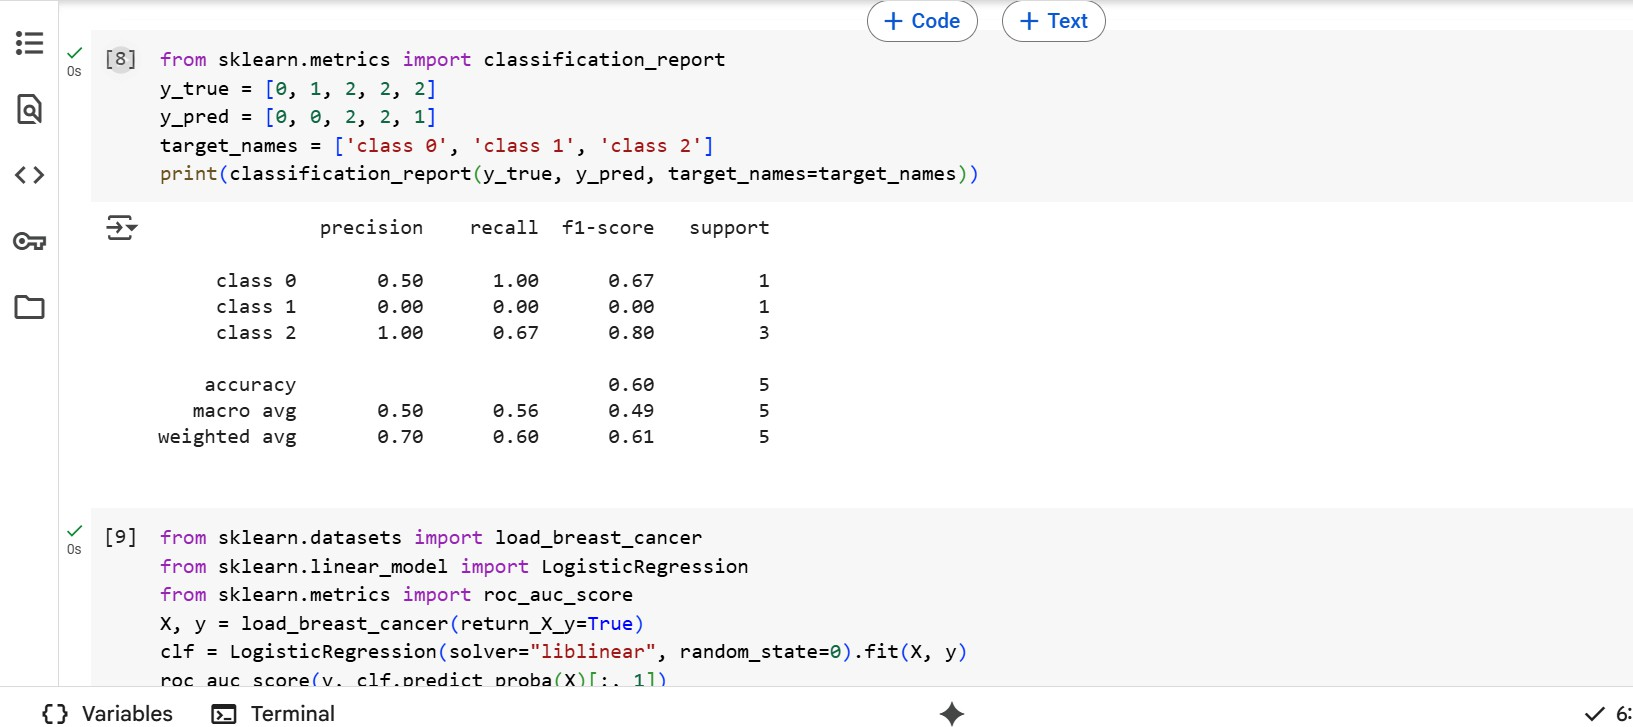 + Code + Text
[8] from sklearn.metrics import classification_report
0s
y_true = [0, 1, 2, 2, 2]
y_pred = [0, 0, 2, 2, 1]
target_names = ['class 0', 'class 1', 'class 2']
print(classification_report(y_true, y_pred, target_names=target_names))
precision recall f1-score support
class 0 0.50 1.00 0.67 1
class 1 0.00 0.00 0.00 1
class 2 1.00 0.67 0.80 3
accuracy 0.60 5
macro avg 0.50 0.56 0.49 5
weighted avg 0.70 0.60 0.61 5
[9] from sklearn.datasets import load_breast_cancer
0s
from sklearn.linear_model import LogisticRegression
from sklearn.metrics import roc_auc_score
X, y = load_breast_cancer(return_X_y=True)
clf = LogisticRegression(solver="liblinear", random_state=0).fit(X, y)
roc_auc_score(y, clf.predict_proba(X)[:, 1])
{} Variables Terminal 6: